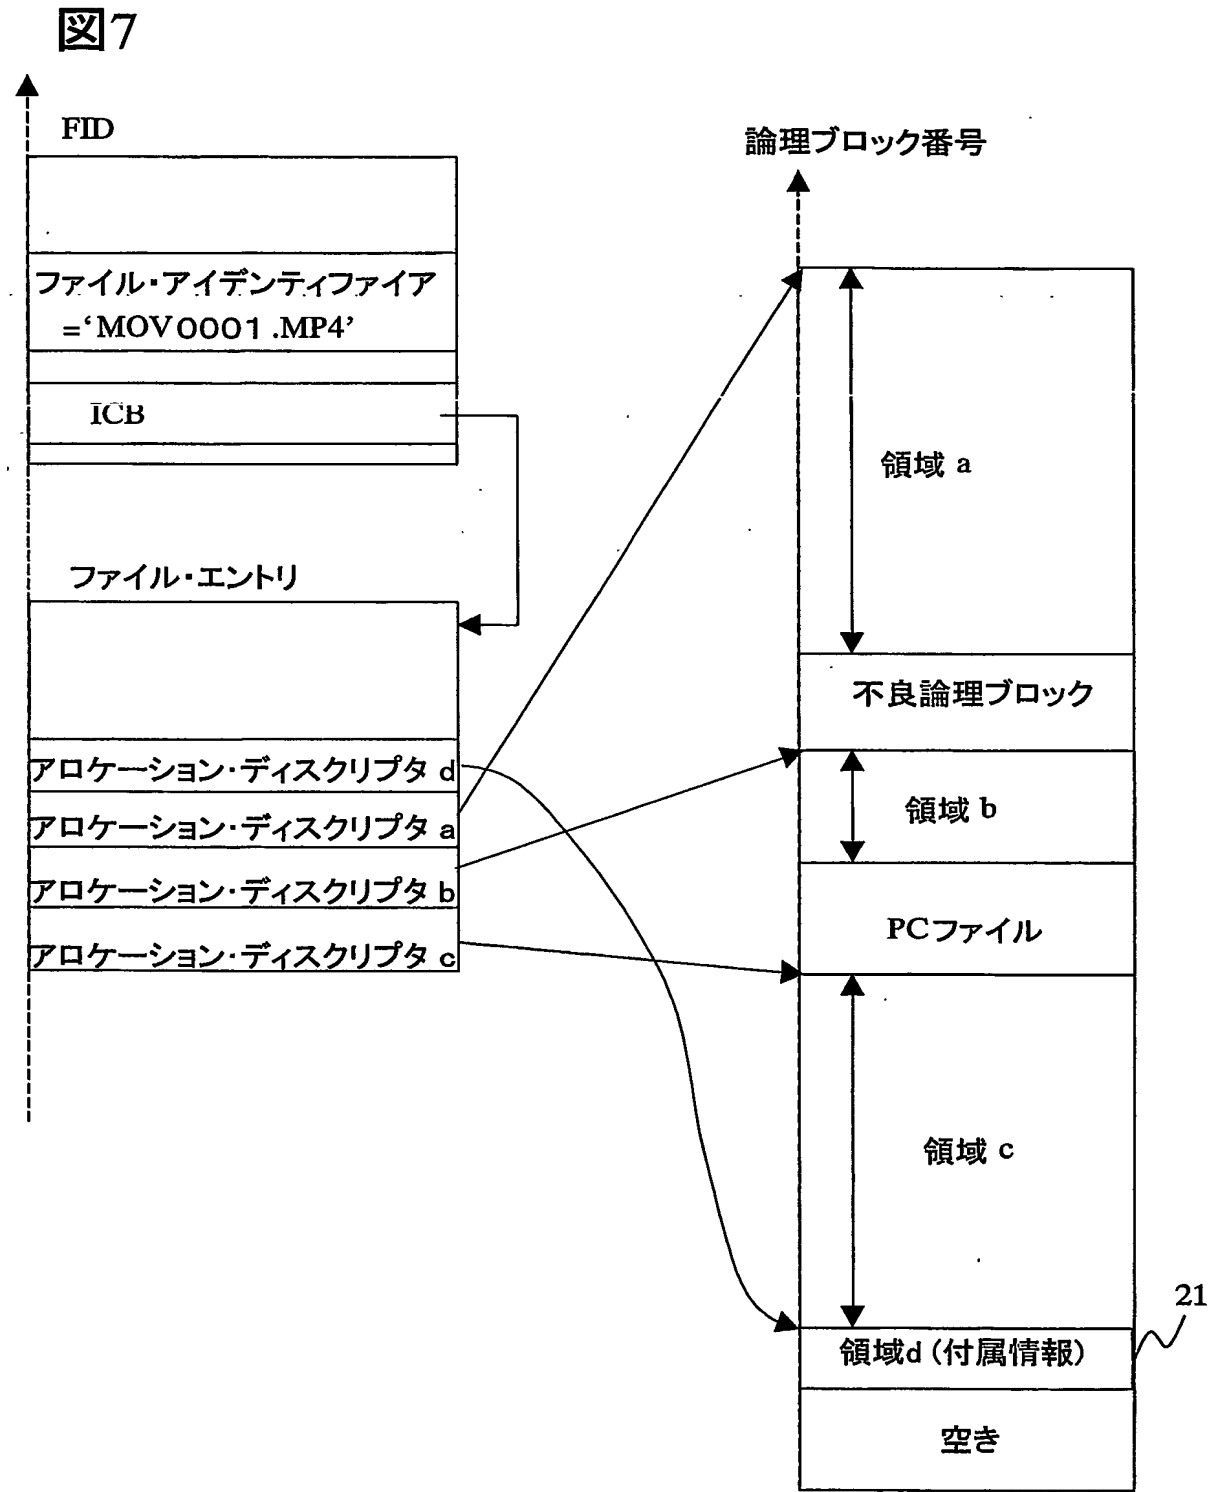 図7
FID
ファイル・アイデンティファイア
=‘MOV0001.MP4’
ICB
ファイル・エントリ
アロケーション・ディスクリプタ d
アロケーション・ディスクリプタ a
アロケーション・ディスクリプタ b
アロケーション・ディスクリプタ c
論理ブロック番号
領域 a
不良論理ブロック
領域 b
PCファイル
領域 c
21
領域d(付属情報)
空き